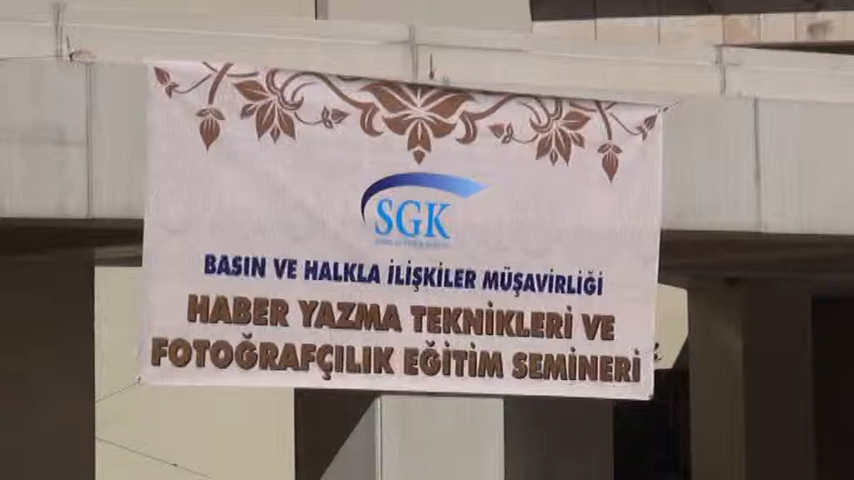 SGK
BASIN VE HALKLA İLİŞKİLER MÜŞAVİRLİĞİ
HABER YAZMA TEKNİKLERİ VE
FOTOĞRAFÇILIK EĞİTİM SEMİNERİ